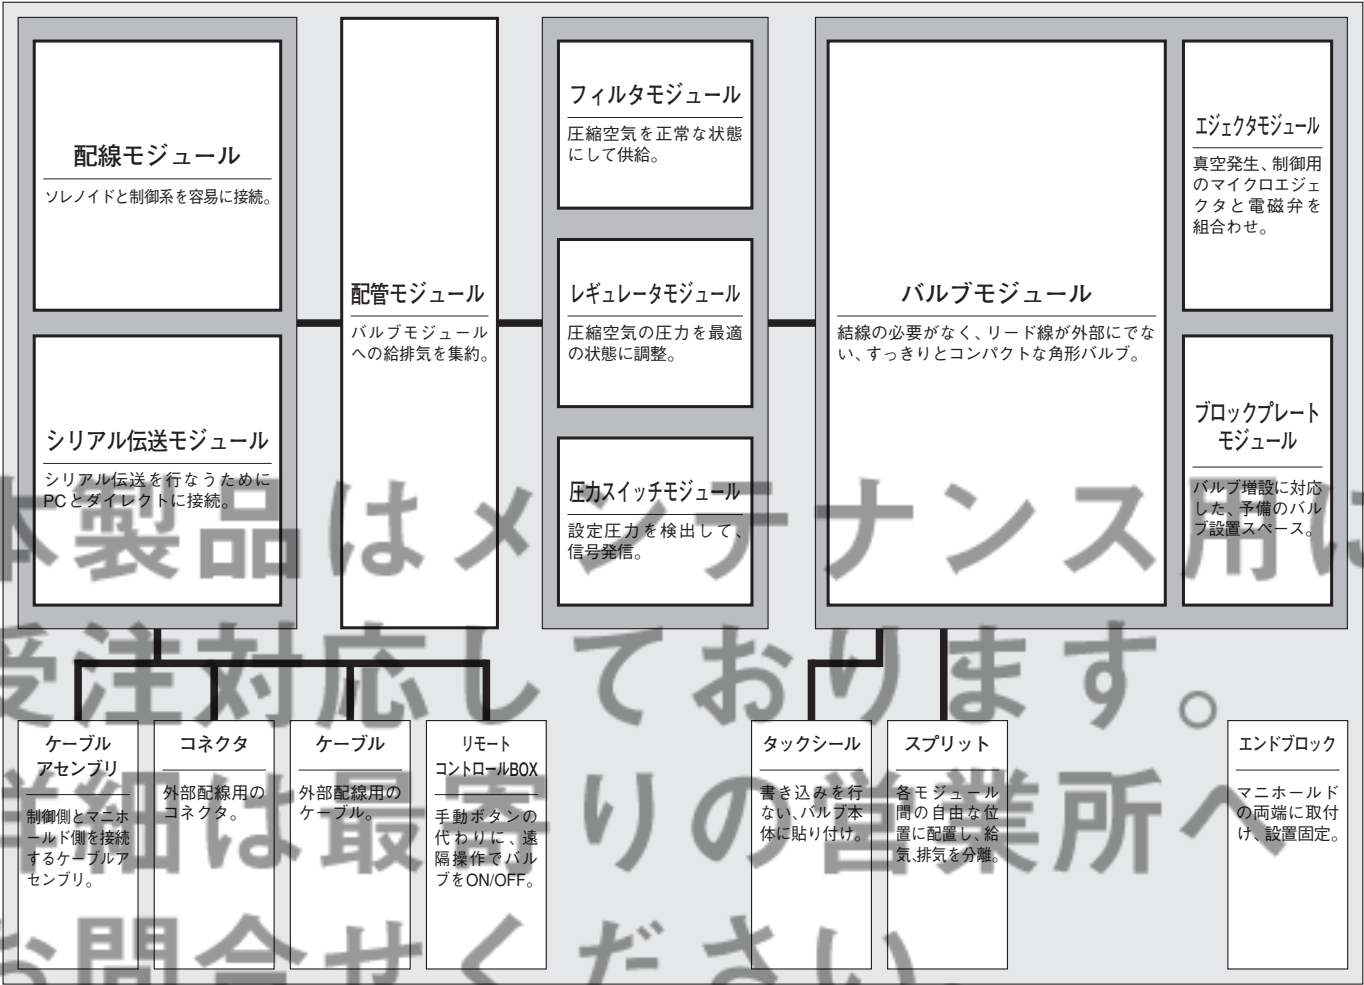 配線モジュール
ソレノイドと制御系を容易に接続。
シリアル伝送モジュール
シリアル伝送を行なうために
PCとダイレクトに接続。
配管モジュール
バルブモジュール
への給排気を集約。
フィルタモジュール
圧縮空気を正常な状態
にして供給。
レギュレータモジュール
圧縮空気の圧力を最適
の状態に調整。
圧力スイッチモジュール
設定圧力を検出して、
信号発信。
バルブモジュール
結線の必要がなく、リード線が外部にでな
い、すっきりとコンパクトな角形バルブ。
エジェクタモジュール
真空発生、制御用
のマイクロエジェ
クタと電磁弁を
組合わせ。
ブロックプレート
モジュール
バルブ増設に対応
した、予備のバル
ブ設置スペース。
ケーブル
アセンブリ
制御側とマニホ
ールド側を接続
するケーブルア
センブリ。
コネクタ
外部配線用の
コネクタ。
ケーブル
外部配線用の
ケーブル。
リモート
コントロールBOX
手動ボタンの
代わりに、遠
隔操作でバル
ブをON/OFF。
タックシール
書き込みを行
ない、バルブ本
体に貼り付け。
スプリット
各モジュール
間の自由な位
置に配置し、給
気、排気を分離。
エンドブロック
マニホールド
の両端に取付
け、設置固定。
本製品はメンテナンス用に
受注対応しております。
詳細は最寄りの営業所へ
お問合せください。